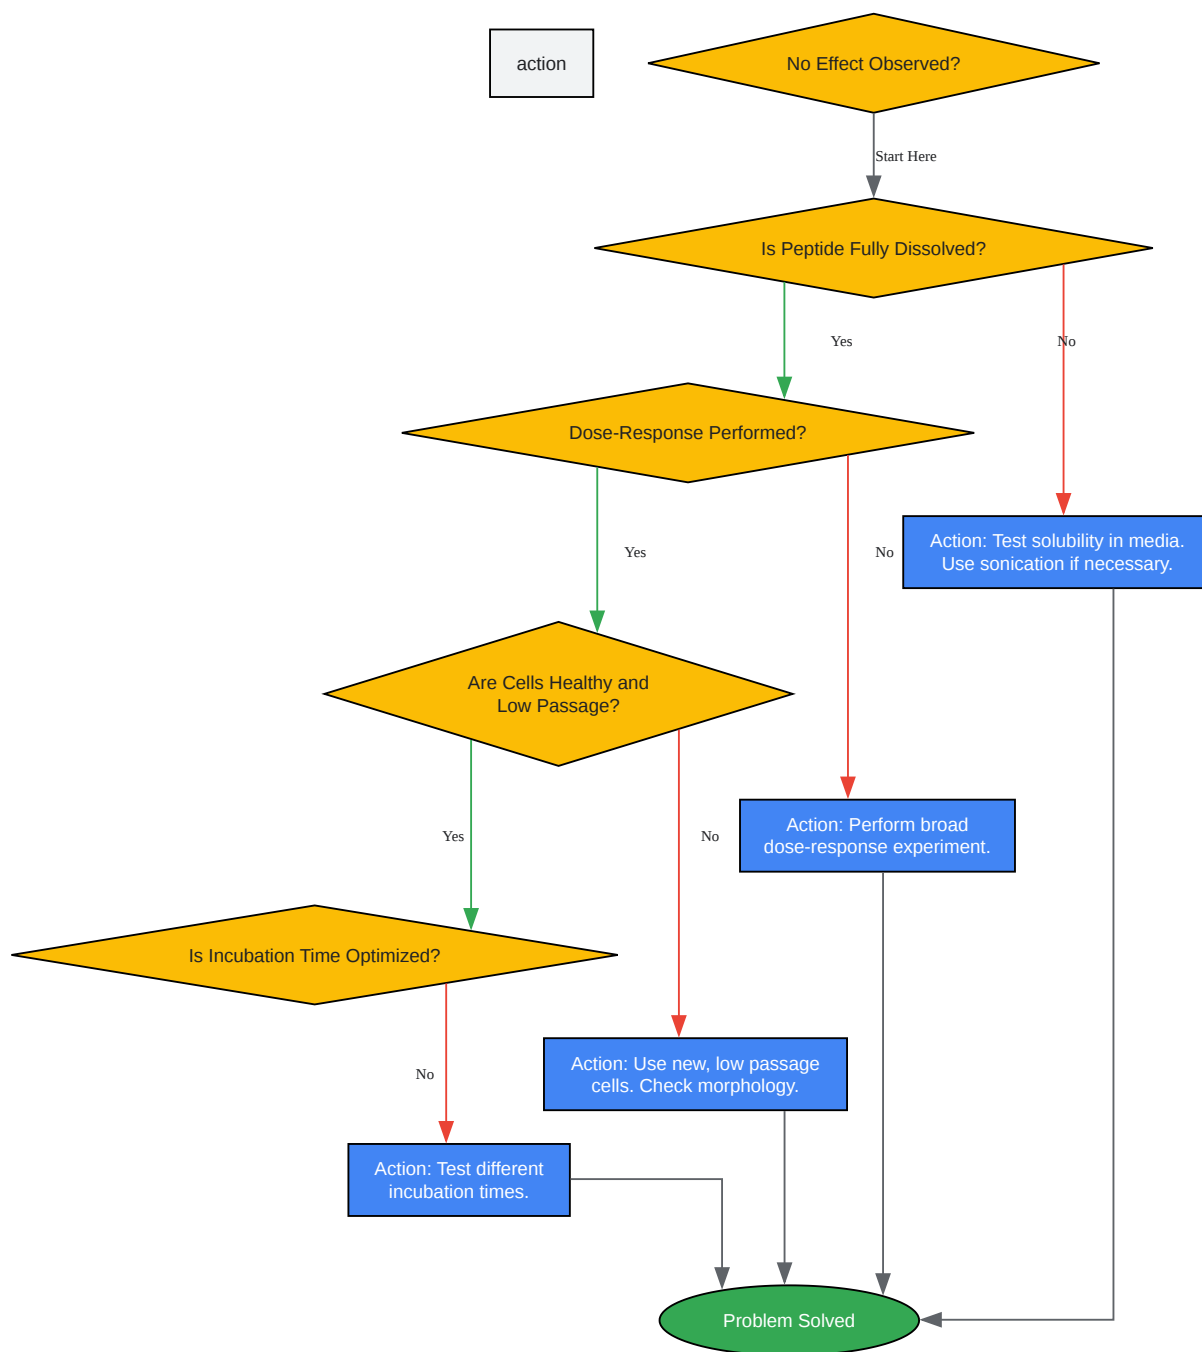 action
No Effect Observed?
Start Here
Is Peptide Fully Dissolved?
Yes
No
Dose-Response Performed?
Yes
No
Action: Test solubility in media.
Use sonication if necessary.
Are Cells Healthy and
Low Passage?
Yes
No
Action: Perform broad
dose-response experiment.
Is Incubation Time Optimized?
No
Action: Use new, low passage
cells. Check morphology.
Action: Test different
incubation times.
Problem Solved